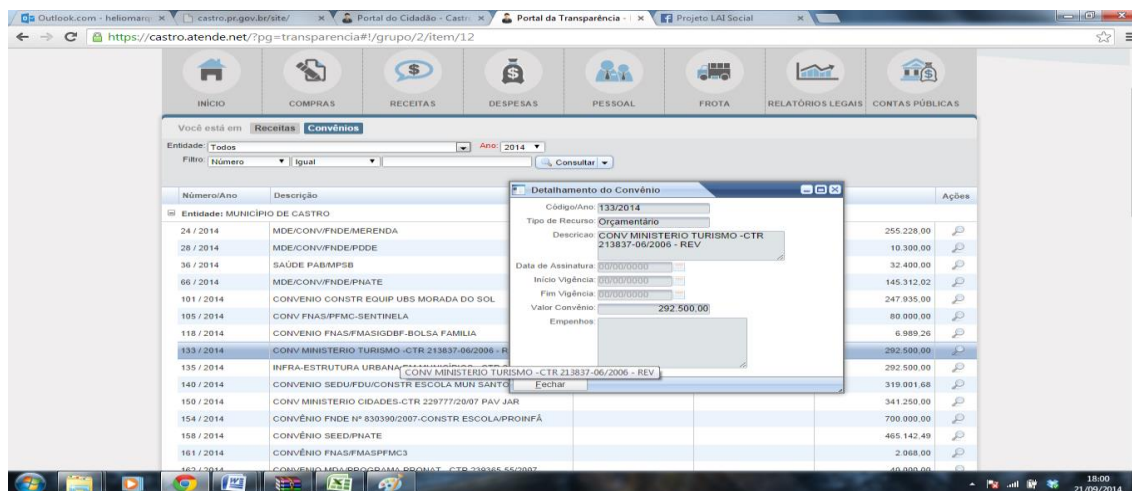 Outlook.com - heliomarq
castro.pr.gov.br/site/
Portal do Cidadão - Castr
Portal da Transparência -
Projeto LAI Social
https://castro.atende.net/?pg=transparencia#!/grupo/2/item/12
INÍCIO
COMPRAS
RECEITAS
DESPESAS
PESSOAL
FROTA
RELATÓRIOS LEGAIS
CONTAS PÚBLICAS
Você está em Receitas Convênios
Entidade: Todos Ano: 2014
Filtro: Número Igual Consultar
Número/Ano Descrição Ações
Entidade: MUNICÍPIO DE CASTRO
24 / 2014 MDE/CONV/FNDE/MERENDA 255.228,00
28 / 2014 MDE/CONV/FNDE/PDDE 10.300,00
36 / 2014 SAÚDE PAB/MPSB 32.400,00
66 / 2014 MDE/CONV/FNDE/PNATE 145.312,02
101 / 2014 CONVENIO CONSTR EQUIP UBS MORADA DO SOL 247.935,00
105 / 2014 CONV FNAS/PFMC-SENTINELA 80.000,00
118 / 2014 CONVENIO FNAS/FMASIGDBF-BOLSA FAMILIA 6.989,26
133 / 2014 CONV MINISTERIO TURISMO -CTR 213837-06/2006 - R 292.500,00
135 / 2014 INFRA-ESTRUTURA URBANA 292.500,00
140 / 2014 CONVENIO SEDU/FDU/CONSTR ESCOLA MUN SANTO 319.001,68
150 / 2014 CONV MINISTERIO CIDADES-CTR 229777/20/07 PAV JAR 341.250,00
154 / 2014 CONVÊNIO FNDE Nº 830390/2007-CONSTR ESCOLA/PROINFÂ 700.000,00
158 / 2014 CONVÊNIO SEED/PNATE 465.142,49
161 / 2014 CONVÊNIO FNAS/FMASPFMC3 2.068,00
162 / 2014 CONVENIO MDA/PROGRAMA PRONAT - CTR 239365-55/2007 40.000,00
CONV MINISTERIO TURISMO -CTR 213837-06/2006 - REV
Detalhamento do Convênio
Código/Ano: 133/2014
Tipo de Recurso: Orçamentário
Descricao: CONV MINISTERIO TURISMO -CTR
213837-06/2006 - REV
Data de Assinatura: 00/00/0000
Início Vigência: 00/00/0000
Fim Vigência: 00/00/0000
Valor Convênio: 292.500,00
Empenhos:
Fechar
18:00
21/09/2014